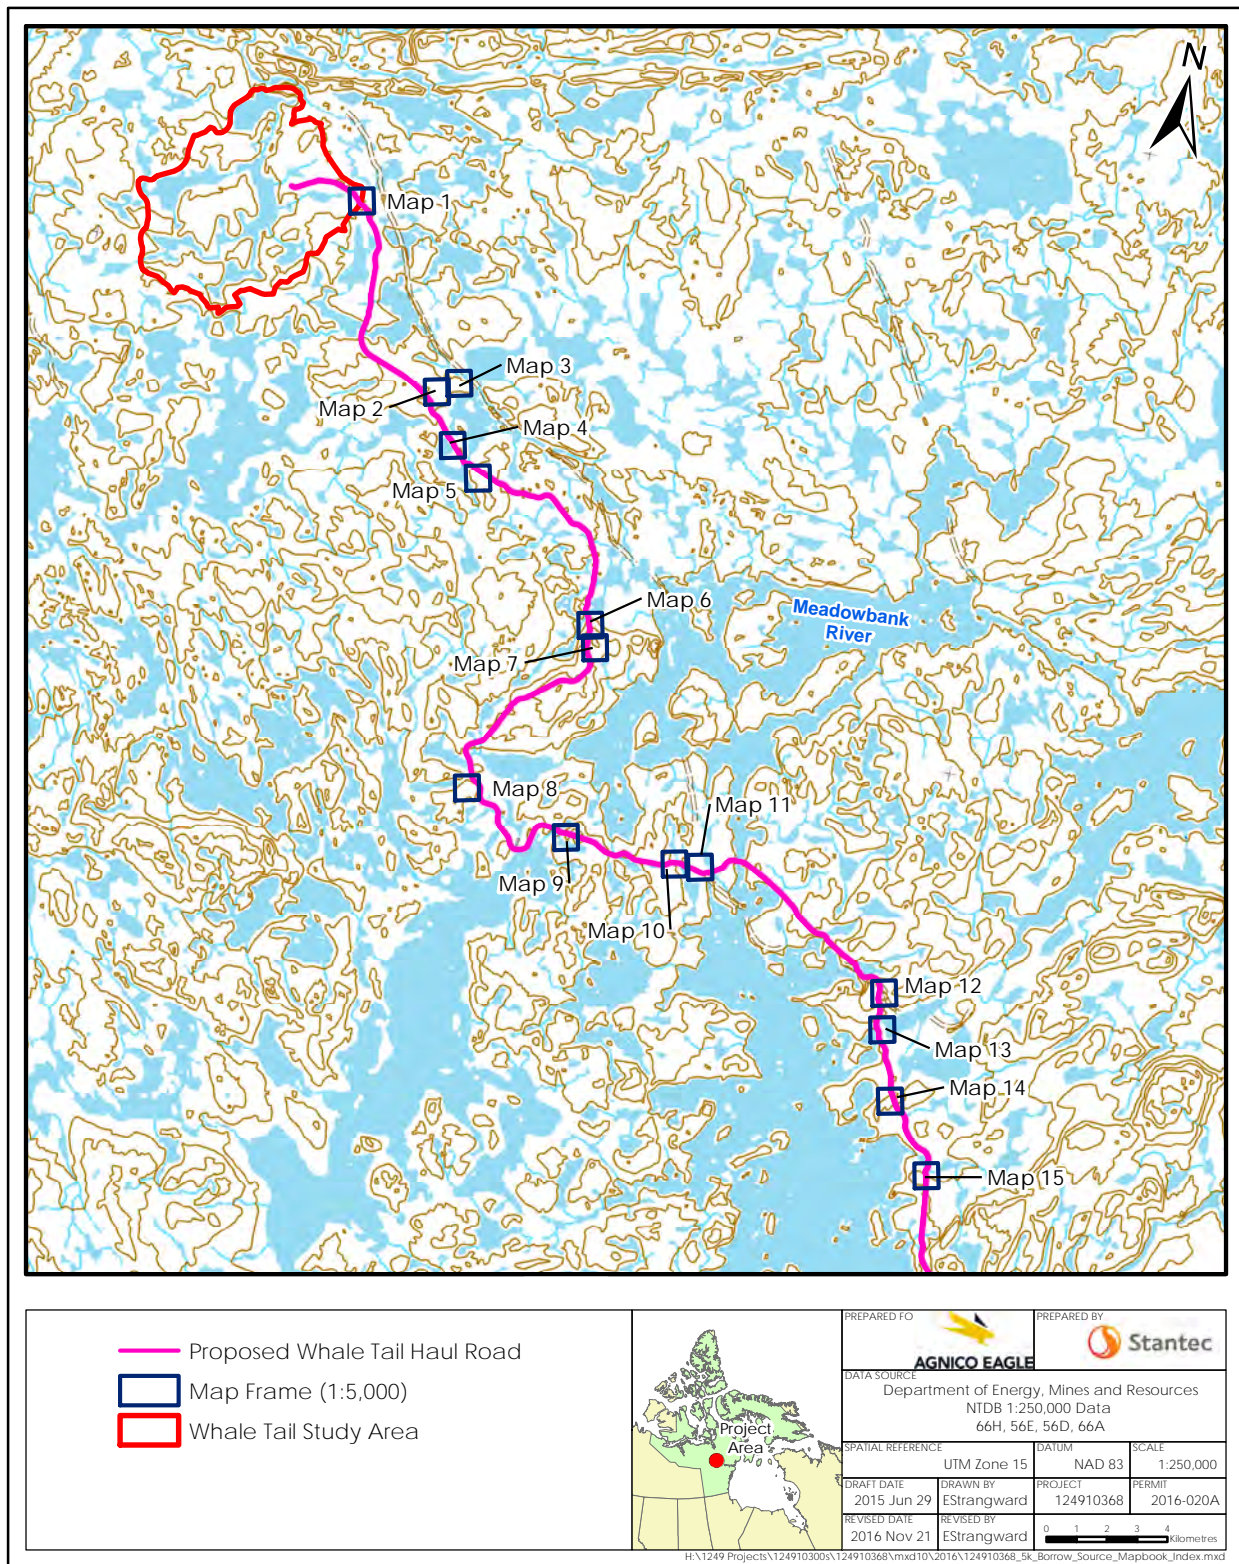 N
Map 1
Map 3
Map 2
Map 4
Map 5
Map 6
Meadowbank
River
Map 7
Map 8
Map 11
Map 9
Map 10
Map 12
Map 13
Map 14
Map 15
Proposed Whale Tail Haul Road
Map Frame (1:5,000)
Whale Tail Study Area
Project
Area
PREPARED FO
AGNICO EAGLE
PREPARED BY
Stantec
DATA SOURCE
Department of Energy, Mines and Resources
NTDB 1:250,000 Data
66H, 56E, 56D, 66A
SPATIAL REFERENCE
UTM Zone 15
DATUM
NAD 83
SCALE
1:250,000
DRAFT DATE
2015 Jun 29
DRAWN BY
EStrangward
PROJECT
124910368
PERMIT
2016-020A
REVISED DATE
2016 Nov 21
REVISED BY
EStrangward
0 1 2 3 4
Kilometres
H:\1249 Projects\124910300s\124910368\mxd10\2016\124910368_5k_Borrow_Source_Mapbook_Index.mxd